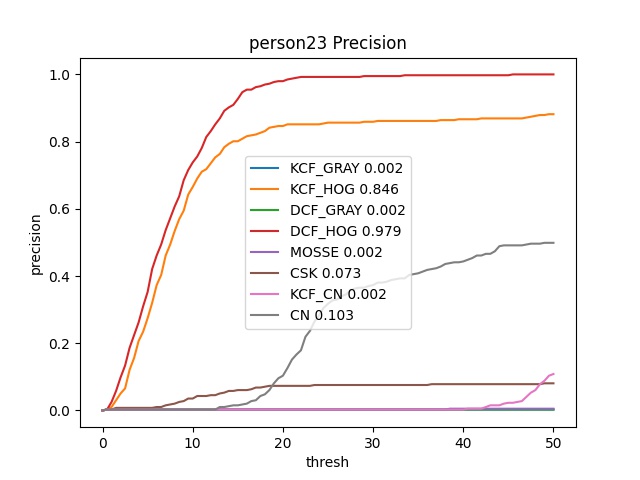 person23 Precision
1.0
0.8
0.6
0.4
0.2
0.0
precision
KCF_GRAY 0.002
KCF_HOG 0.846
DCF_GRAY 0.002
DCF_HOG 0.979
MOSSE 0.002
CSK 0.073
KCF_CN 0.002
CN 0.103
0 10 20 30 40 50
thresh